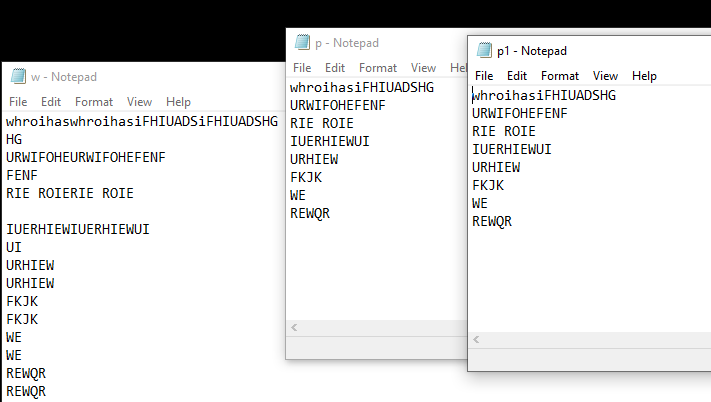 w - Notepad
File Edit Format View Help
whroihaswhroihasiFHIUADSiFHIUADSHG
HG
URWIFOHEURWIFOHEFENF
FENF
RIE ROIERIE ROIE
IUERHIEWIUERHIEWUI
UI
URHIEW
URHIEW
FKJK
FKJK
WE
WE
REWQR
REWQR
p - Notepad
File Edit Format View Hel
whroihasiFHIUADSHG
URWIFOHEFENF
RIE ROIE
IUERHIEWUI
URHIEW
FKJK
WE
REWQR
p1 - Notepad
File Edit Format View Help
whroihasiFHIUADSHG
URWIFOHEFENF
RIE ROIE
IUERHIEWUI
URHIEW
FKJK
WE
REWQR